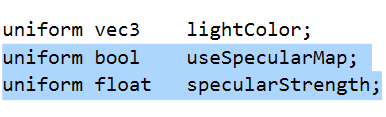 uniform vec3    lightColor;
uniform bool    useSpecularMap;
uniform float   specularStrength;